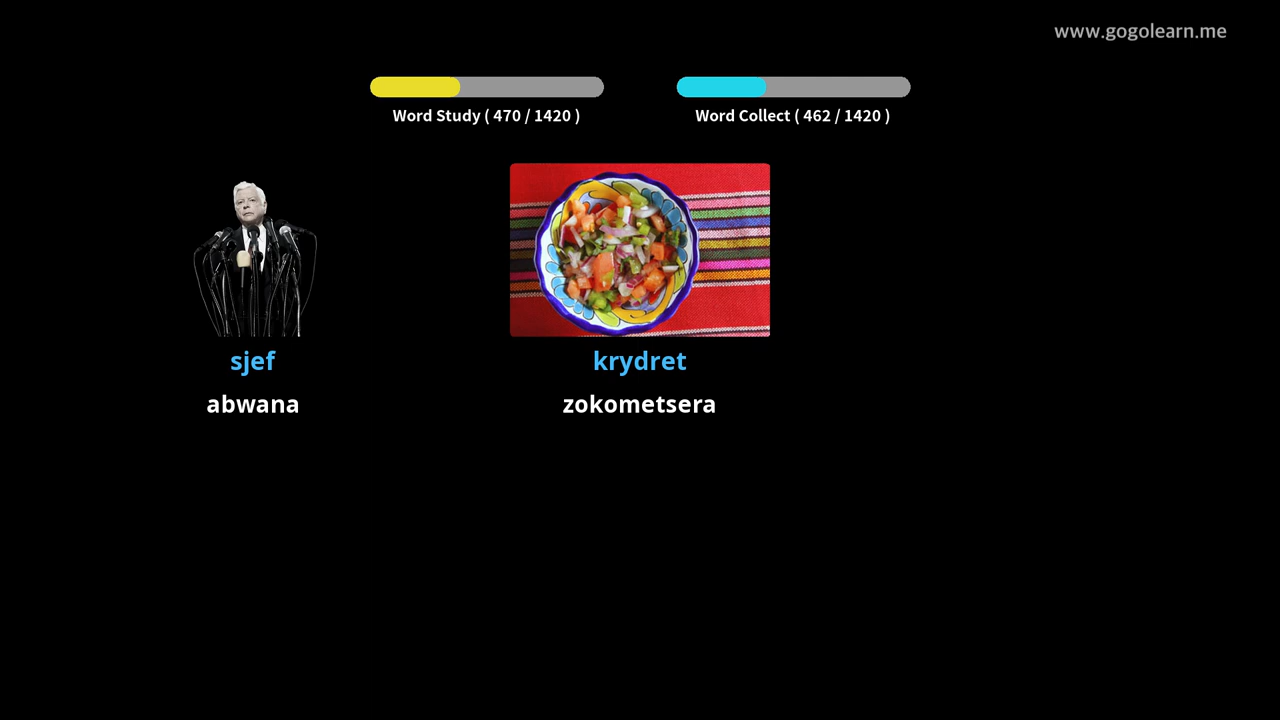 www.gogolearn.me
Word Study ( 470 / 1420 )
Word Collect ( 462 / 1420 )
sjef
abwana
krydret
zokometsera